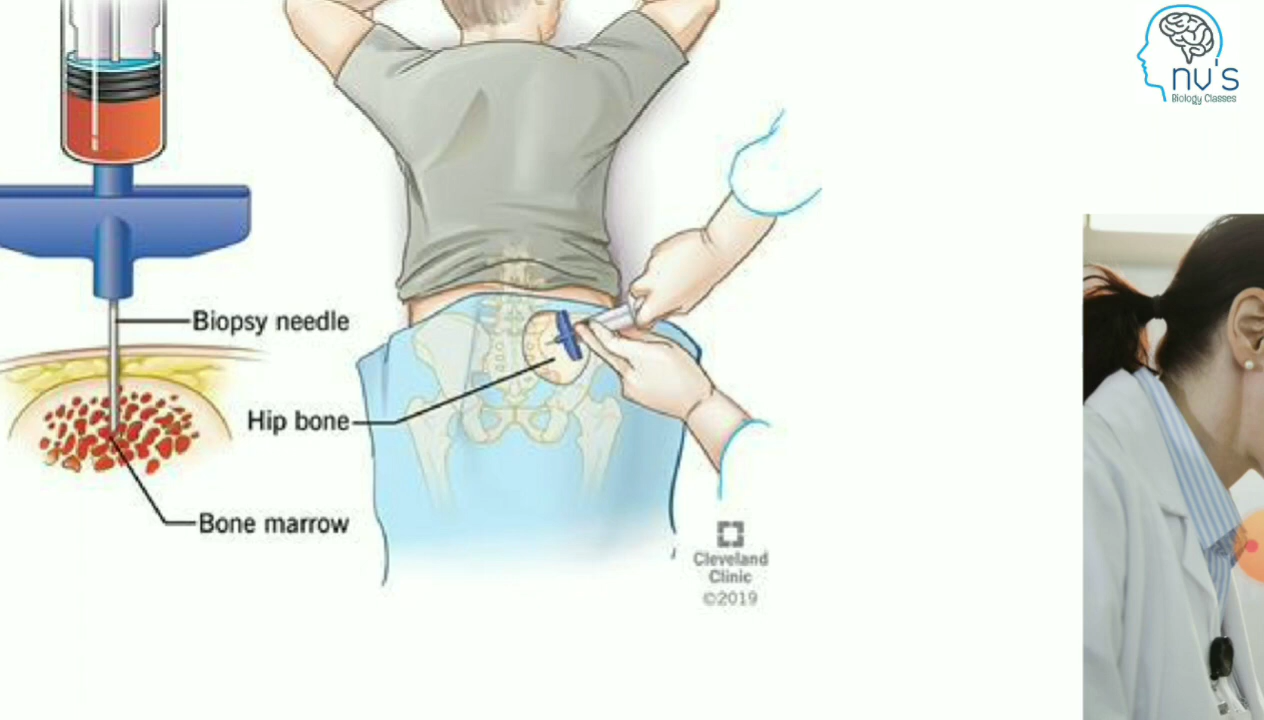 nv's
Biology Classes
Biopsy needle
Hip bone
Bone marrow
Cleveland
Clinic
©2019